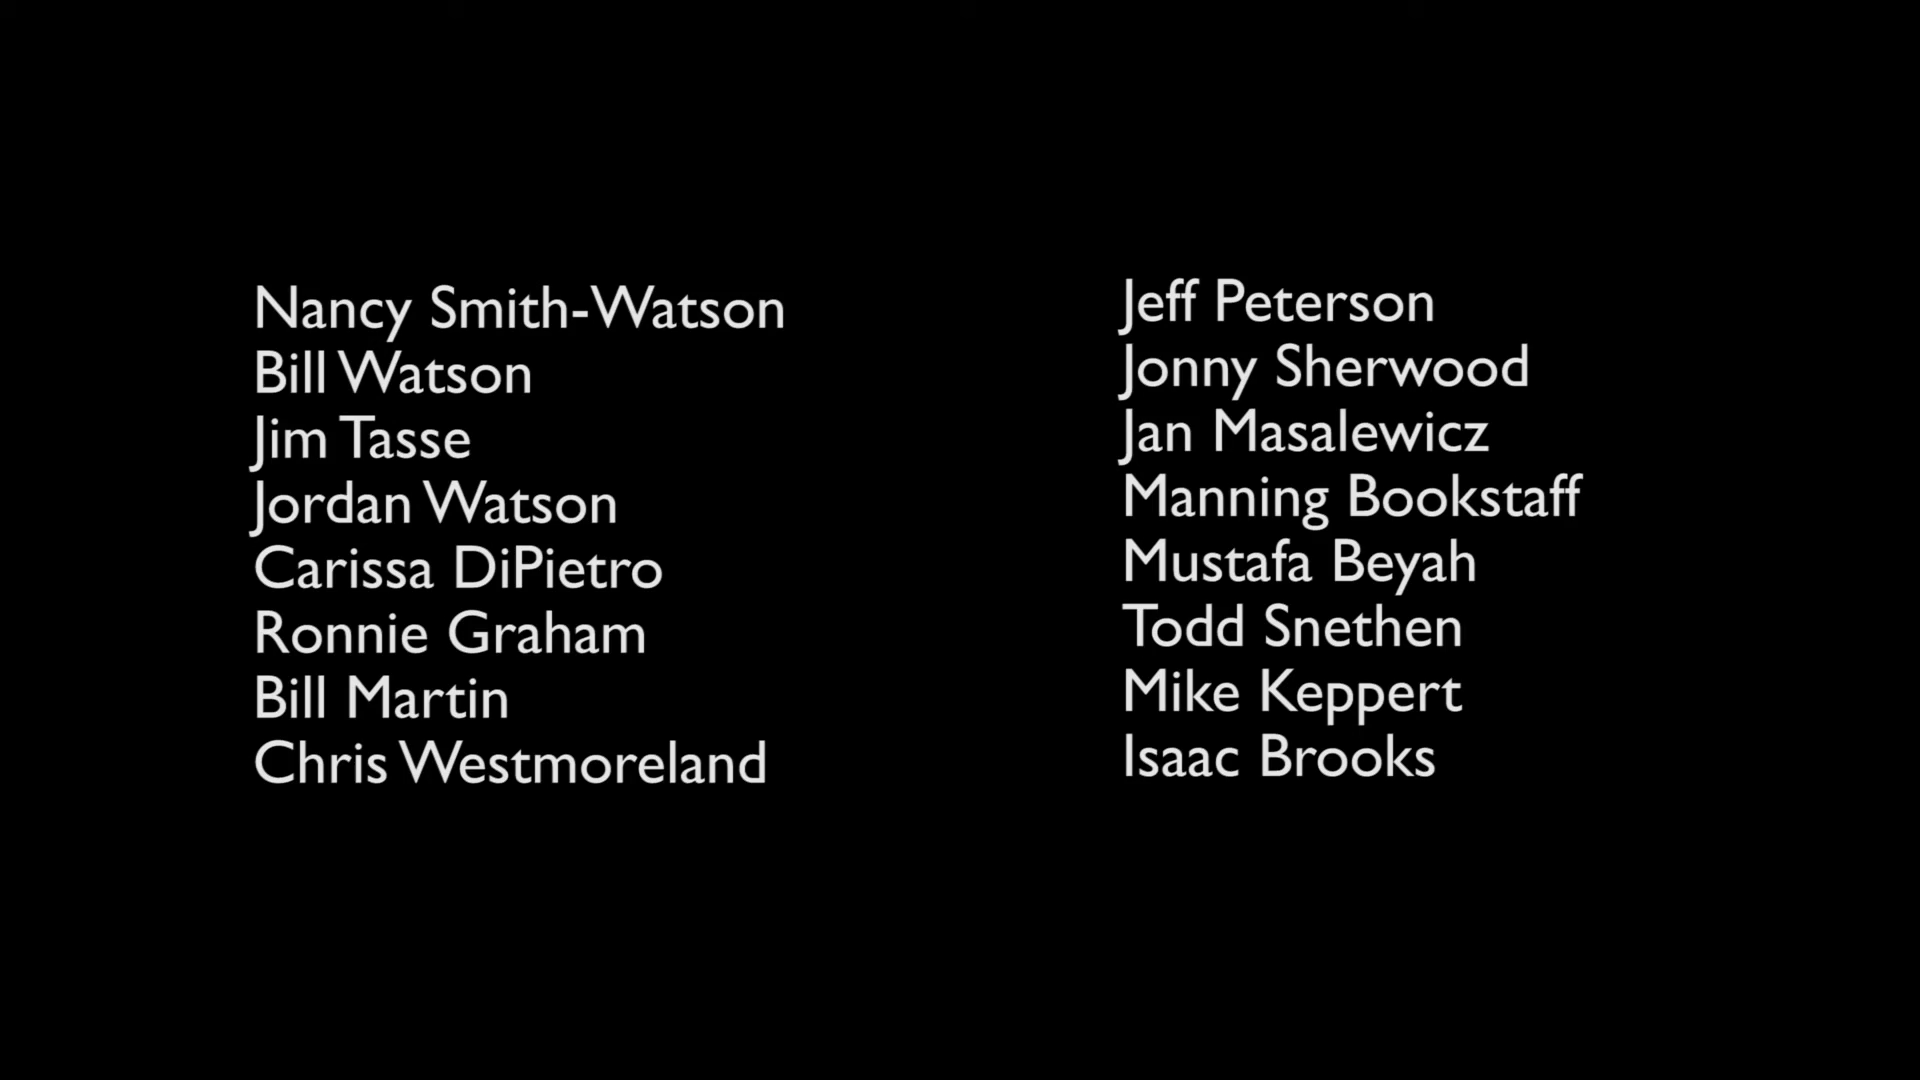 Nancy Smith-Watson
Bill Watson
Jim Tasse
Jordan Watson
Carissa DiPietro
Ronnie Graham
Bill Martin
Chris Westmoreland
Jeff Peterson
Jonny Sherwood
Jan Masalewicz
Manning Bookstaff
Mustafa Beyah
Todd Snethen
Mike Keppert
Isaac Brooks